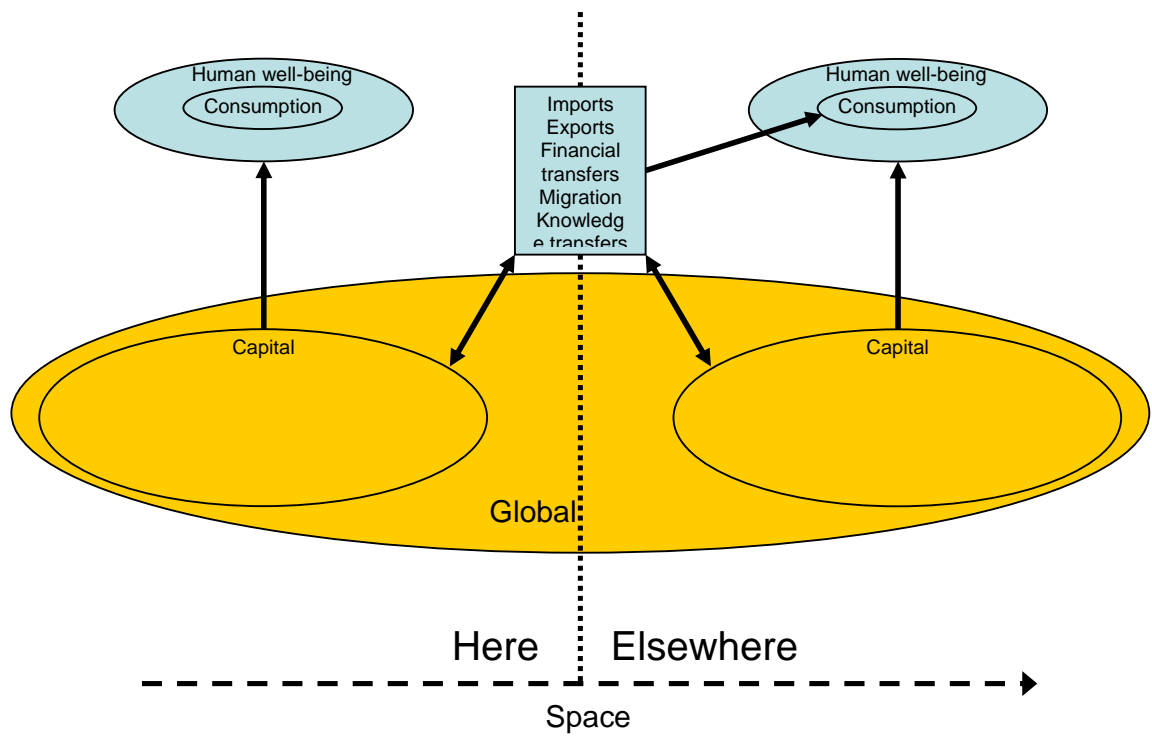 Human well-being
Consumption
Imports
Exports
Financial
transfers
Migration
Knowledg
e transfers
Human well-being
Consumption
Capital
Capital
Global
Here
Elsewhere
Space